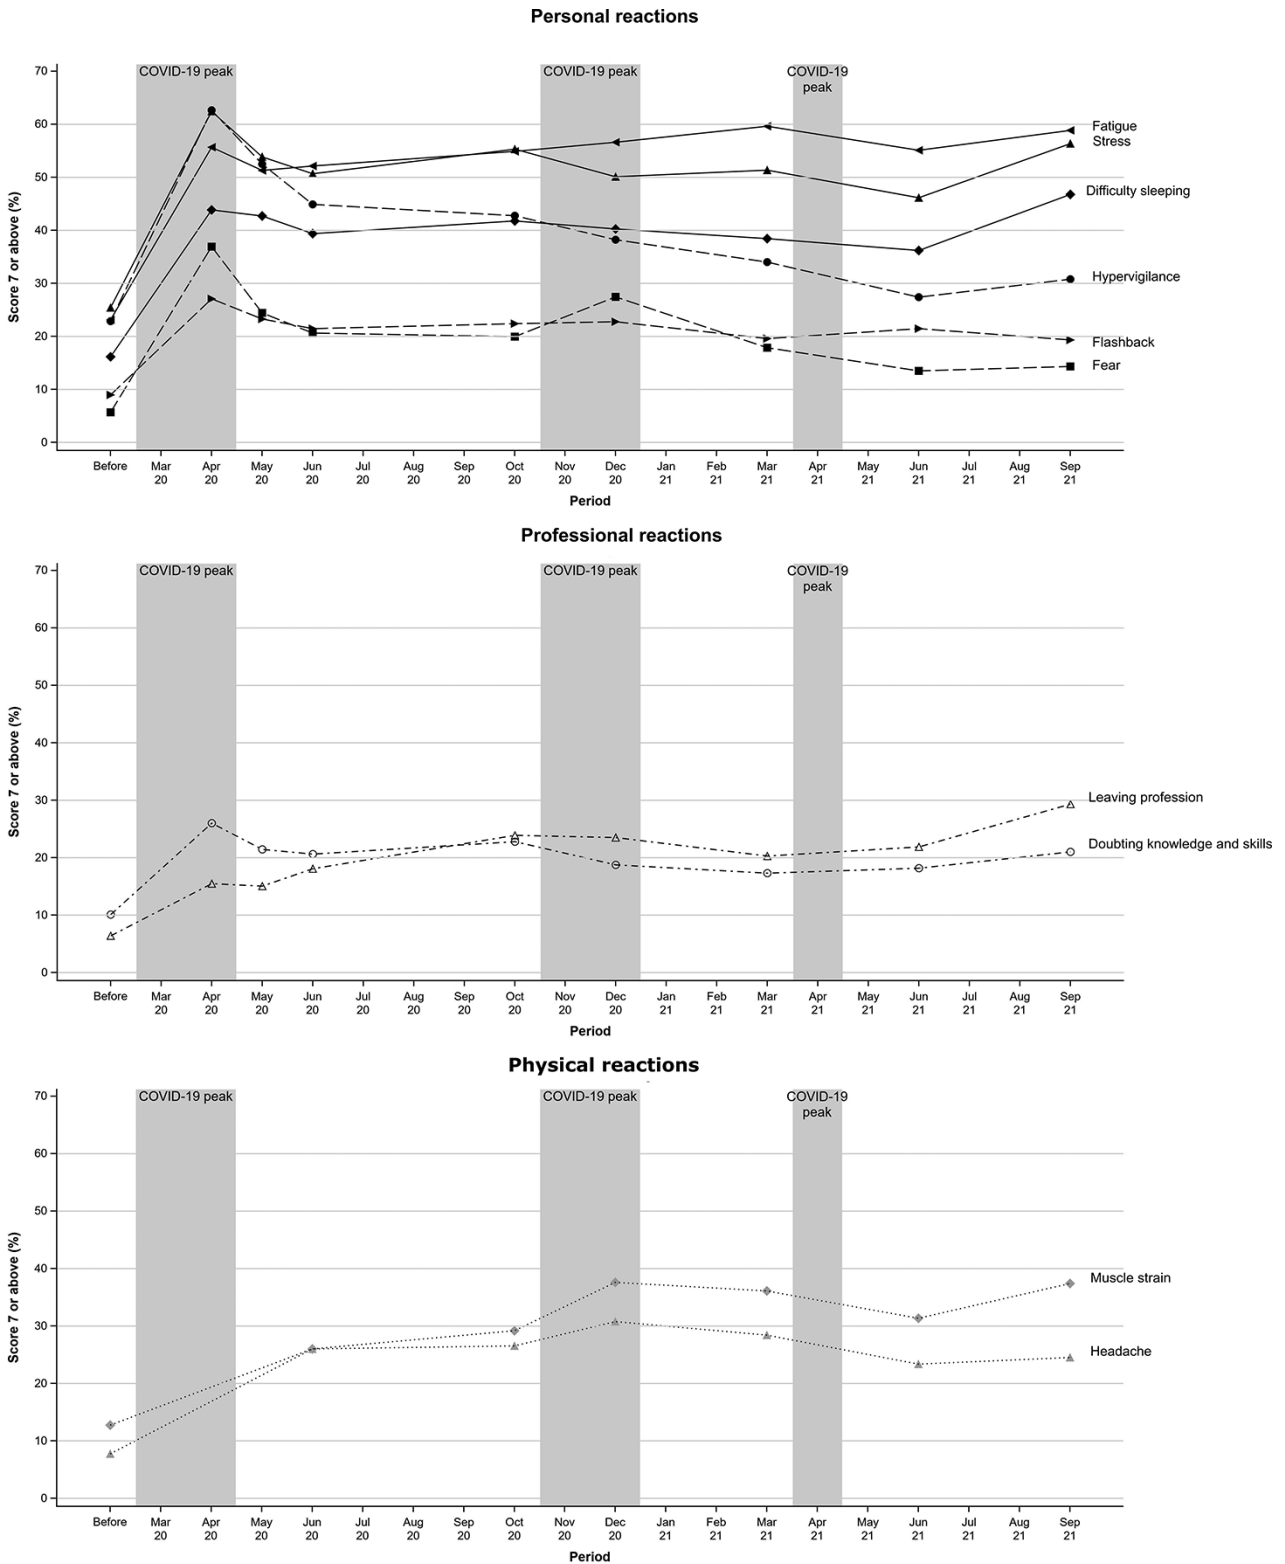 Personal reactions
COVID-19 peak
COVID-19 peak
COVID-19
peak
Score 7 or above (%)
70
60
50
40
30
20
10
0
Fatigue
Stress
Difficulty sleeping
Hypervigilance
Flashback
Fear
Before Mar Apr May Jun Jul Aug Sep Oct Nov Dec Jan Feb Mar Apr May Jun Jul Aug Sep
20 20 20 20 20 20 20 20 20 20 21 21 21 21 21 21 21 21 21
Period
Professional reactions
COVID-19 peak
COVID-19 peak
COVID-19
peak
Score 7 or above (%)
70
60
50
40
30
20
10
0
Leaving profession
Doubting knowledge and skills
Before Mar Apr May Jun Jul Aug Sep Oct Nov Dec Jan Feb Mar Apr May Jun Jul Aug Sep
20 20 20 20 20 20 20 20 20 20 21 21 21 21 21 21 21 21 21
Period
Physical reactions
COVID-19 peak
COVID-19 peak
COVID-19
peak
Score 7 or above (%)
70
60
50
40
30
20
10
0
Muscle strain
Headache
Before Mar Apr May Jun Jul Aug Sep Oct Nov Dec Jan Feb Mar Apr May Jun Jul Aug Sep
20 20 20 20 20 20 20 20 20 20 21 21 21 21 21 21 21 21 21
Period